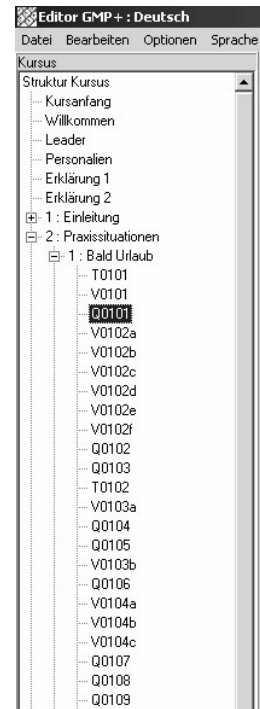 Editor GMP+ : Deutsch
Datei Bearbeiten Optionen Sprache
Kursus
Struktur Kursus
Kursanfang
Willkommen
Leader
Personalien
Erklärung 1
Erklärung 2
1 : Einleitung
2 : Praxissituationen
1 : Bald Urlaub
T0101
V0101
Q0101
V0102a
V0102b
V0102c
V0102d
V0102e
V0102f
Q0102
Q0103
T0102
V0103a
Q0104
Q0105
V0103b
Q0106
V0104a
V0104b
V0104c
Q0107
Q0108
Q0109